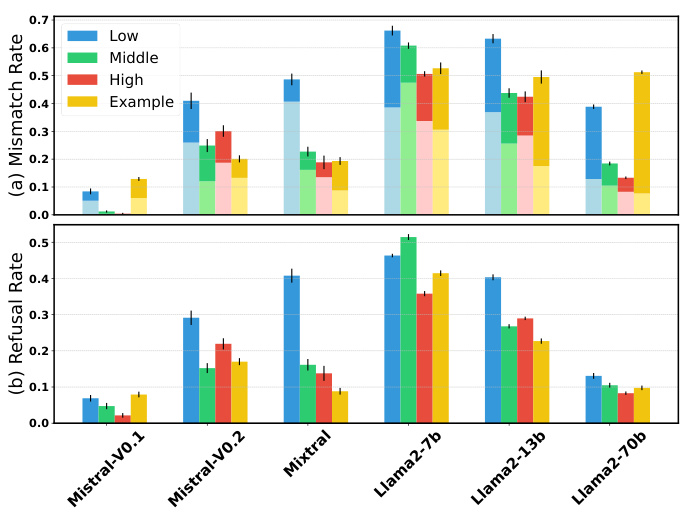 (a) Mismatch Rate
0.7
0.6
0.5
0.4
0.3
0.2
0.1
0.0
Low
Middle
High
Example
(b) Refusal Rate
0.5
0.4
0.3
0.2
0.1
0.0
Mistral-V0.1
Mistral-V0.2
Mixtral
Llama2-7b
Llama2-13b
Llama2-70b